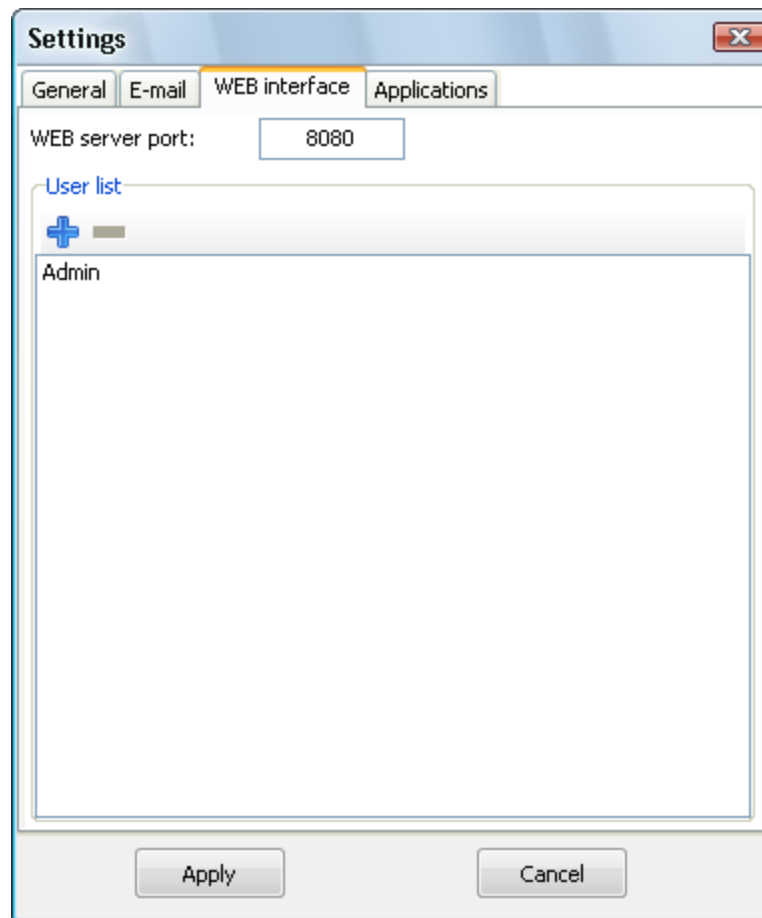 Settings
General E-mail WEB interface Applications
WEB server port: 8080
User list
Admin
Apply Cancel